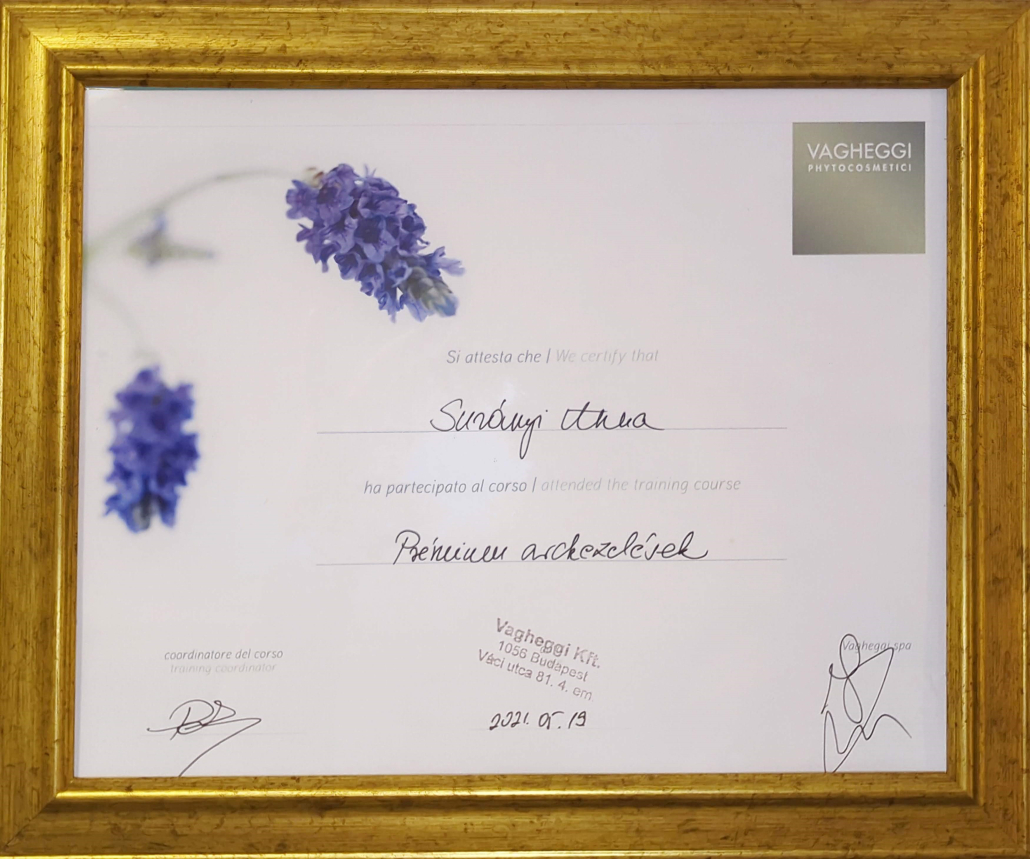 VAGHEGGI
PHYTOCOSMETICI
Si attesta che | We certify that
Surányi Anna
ha partecipato al corso | attended the training course
Prémium arckezelések
coordinatore del corso
training coordinator
Vagheggi Kft.
1056 Budapest
Váci utca 81. 4. em.
2021. 05. 19
Vagheggi spa